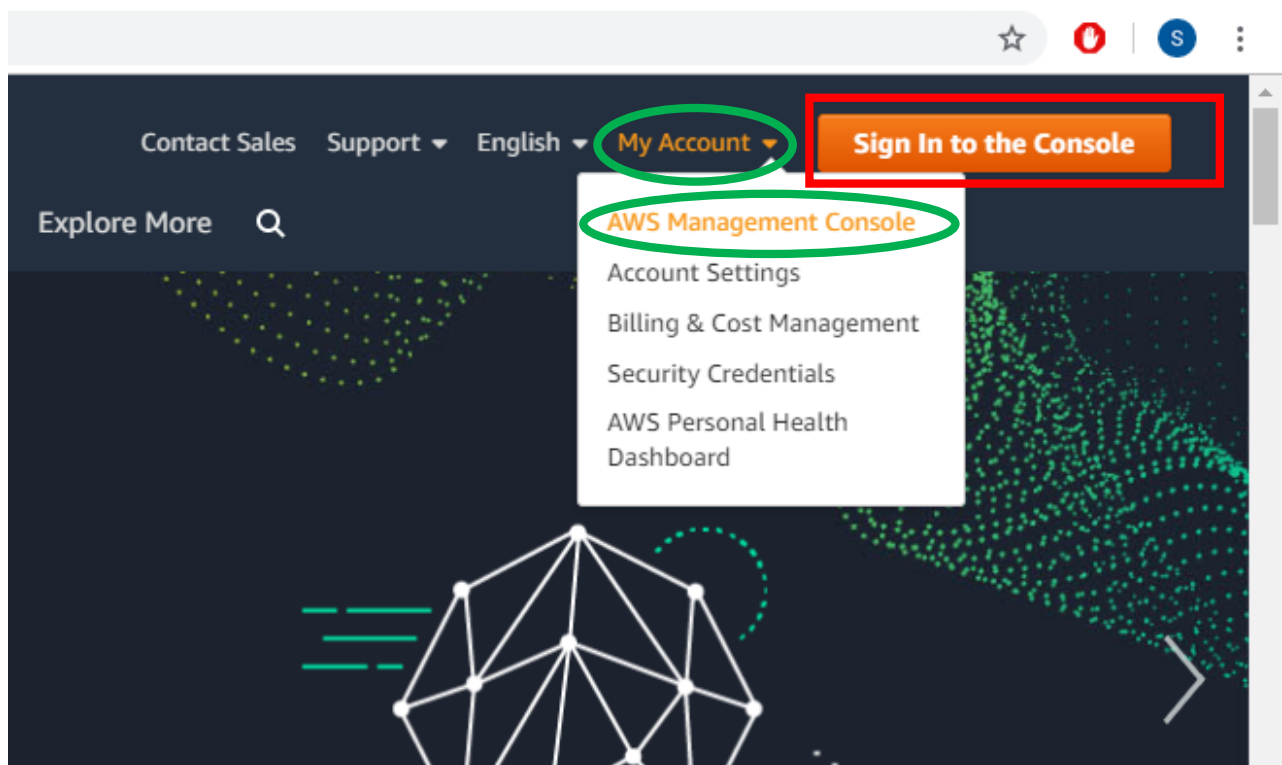 S
Contact Sales Support English My Account Sign In to the Console
Explore More
AWS Management Console
Account Settings
Billing & Cost Management
Security Credentials
AWS Personal Health
Dashboard